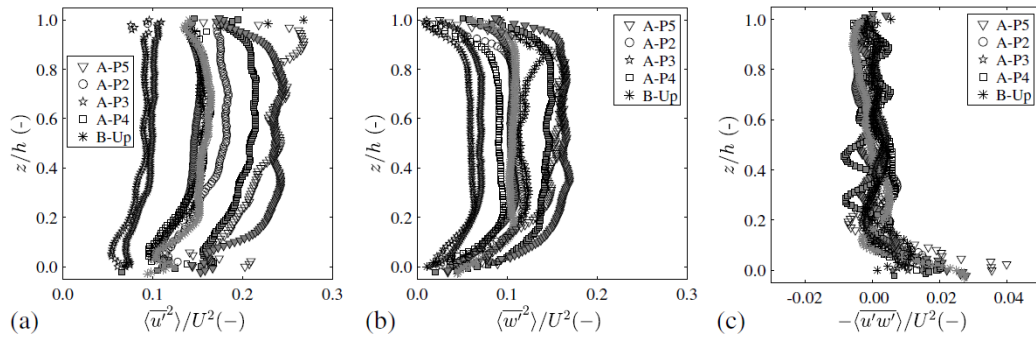 1.0
0.8
0.6
0.4
0.2
0.0
z/h (-)
A-P5
A-P2
A-P3
A-P4
B-Up
0.0 0.1 0.2 0.3
(a) ⟨u′²⟩/U²(−)
1.0
0.8
0.6
0.4
0.2
0.0
z/h (-)
A-P5
A-P2
A-P3
A-P4
B-Up
0.0 0.1 0.2 0.3
(b) ⟨w′²⟩/U²(−)
1.0
0.8
0.6
0.4
0.2
0.0
z/h (-)
A-P5
A-P2
A-P3
A-P4
B-Up
-0.02 0.00 0.02 0.04
(c) −⟨u′w′⟩/U²(−)